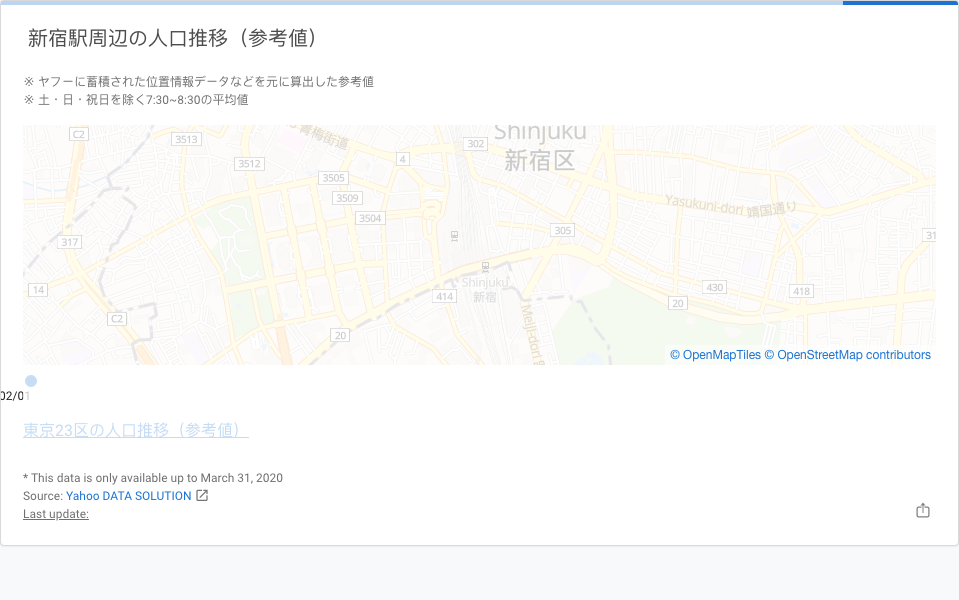 新宿駅周辺の人口推移（参考値）
※ ヤフーに蓄積された位置情報データなどを元に算出した参考値
※ 土・日・祝日を除く7:30~8:30の平均値
Shinjuku
新宿区
C2
3513
青梅街道
302
3512
4
3505
3509
3504
Yasukuni-dori 靖国通り
305
317
31
14
Shinjuku
新宿
414
430
418
20
C2
20
Meiji-dori
© OpenMapTiles © OpenStreetMap contributors
02/01
東京23区の人口推移（参考値）
* This data is only available up to March 31, 2020
Source: Yahoo DATA SOLUTION
Last update: